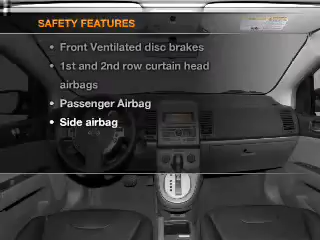 SAFETY FEATURES
• Front Ventilated disc brakes
• 1st and 2nd row curtain head
airbags
• Passenger Airbag
• Side airbag